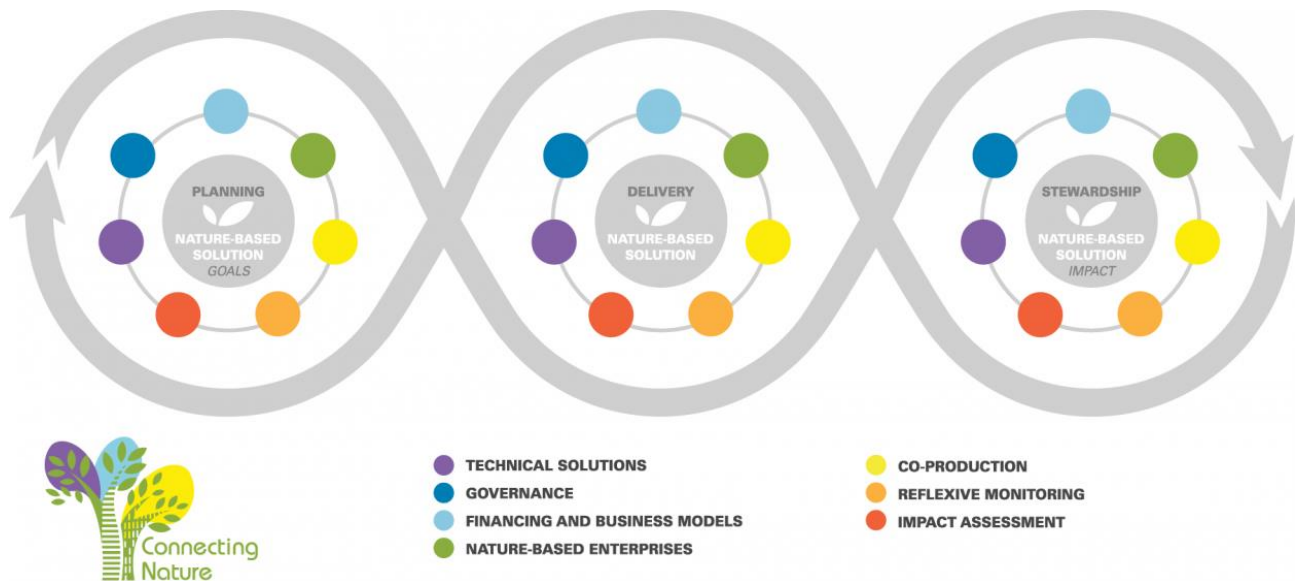 PLANNING
NATURE-BASED
SOLUTION
GOALS
DELIVERY
NATURE-BASED
SOLUTION
STEWARDSHIP
NATURE-BASED
SOLUTION
IMPACT
Connecting
Nature
TECHNICAL SOLUTIONS
GOVERNANCE
FINANCING AND BUSINESS MODELS
NATURE-BASED ENTERPRISES
CO-PRODUCTION
REFLEXIVE MONITORING
IMPACT ASSESSMENT